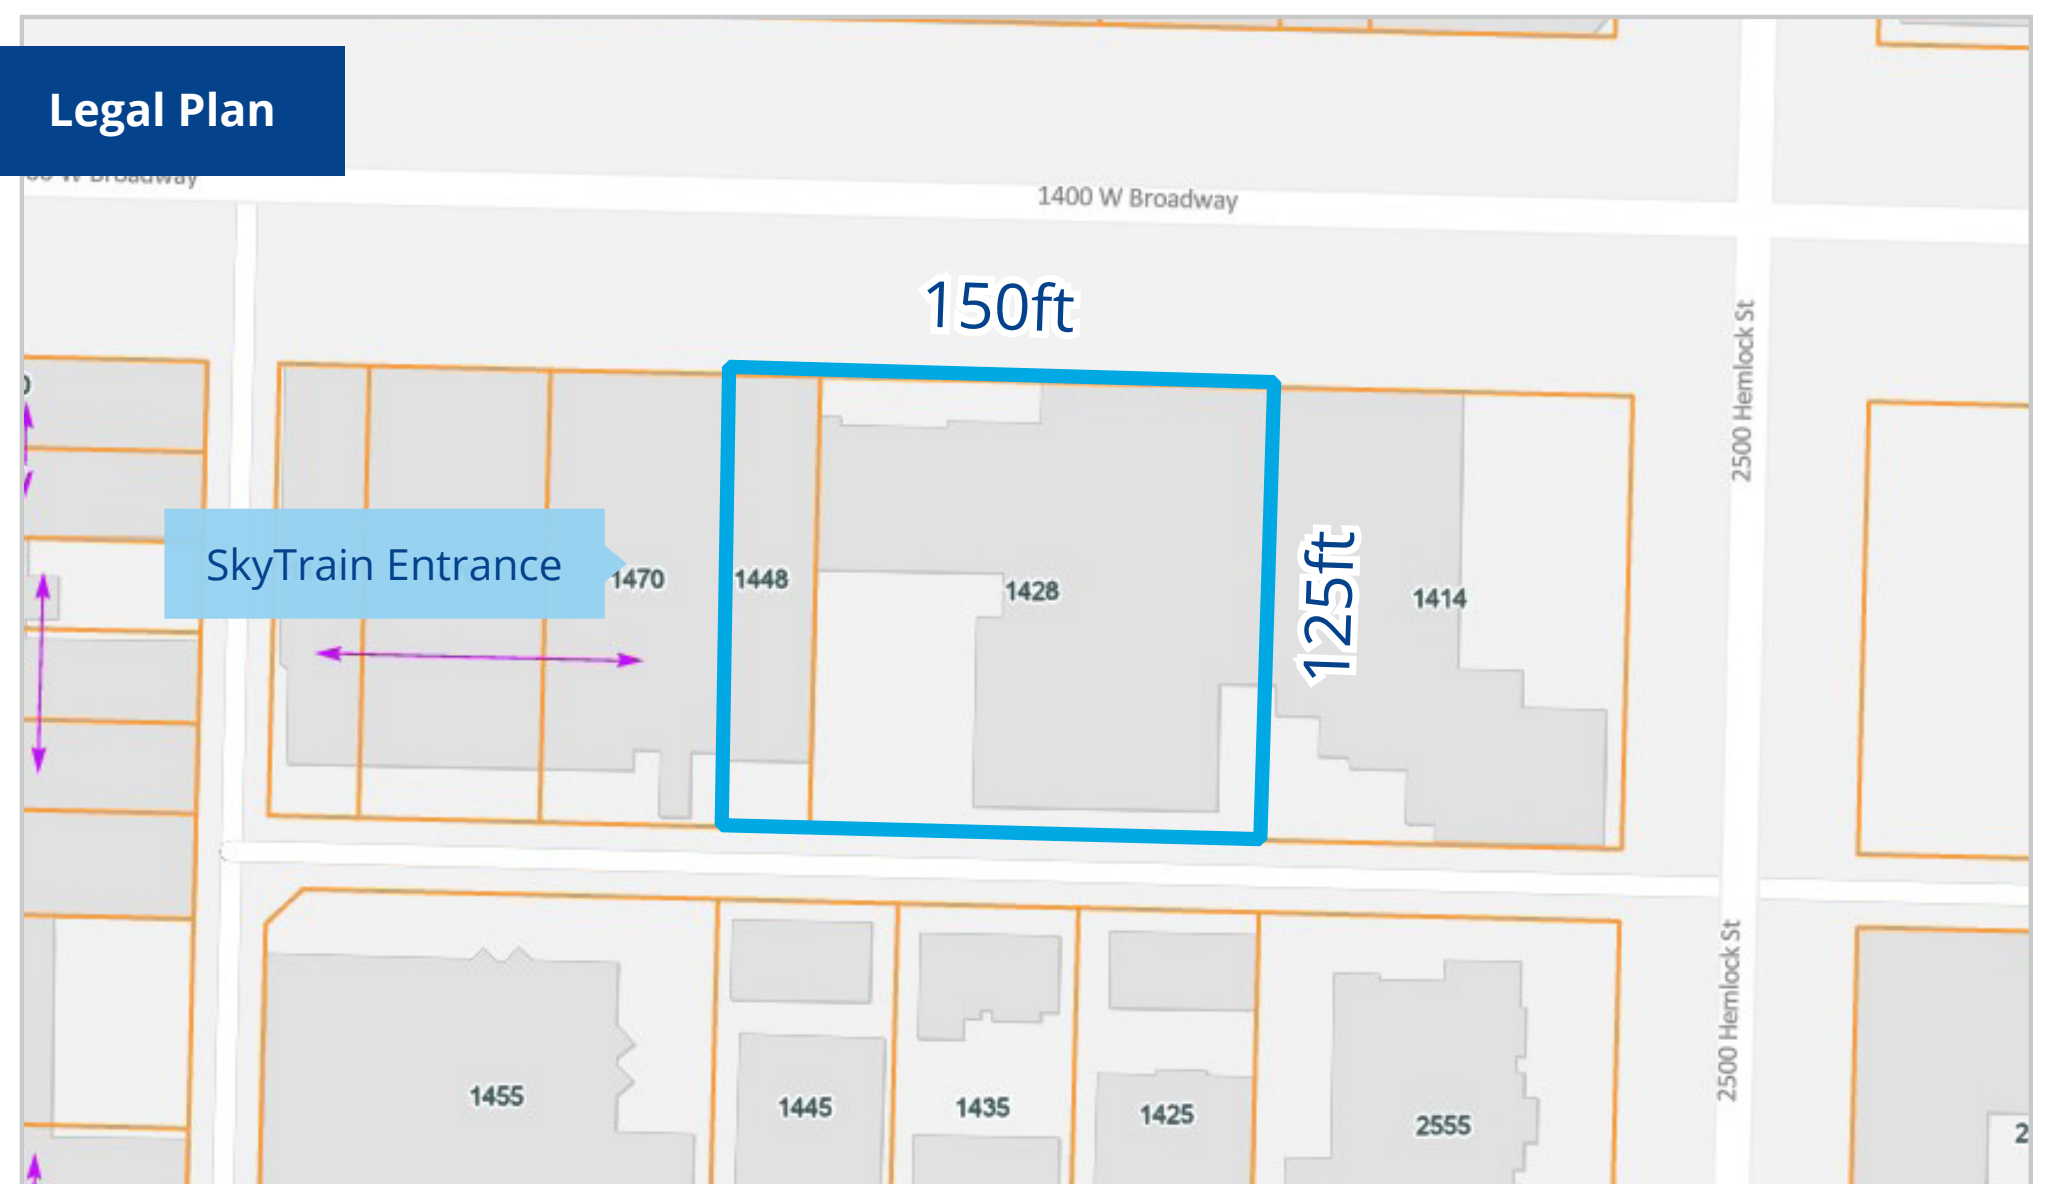 Legal Plan
W Broadway
1400 W Broadway
150ft
2500 Hemlock St
SkyTrain Entrance
1470
1448
1428
125ft
1414
2500 Hemlock St
1455
1445
1435
1425
2555